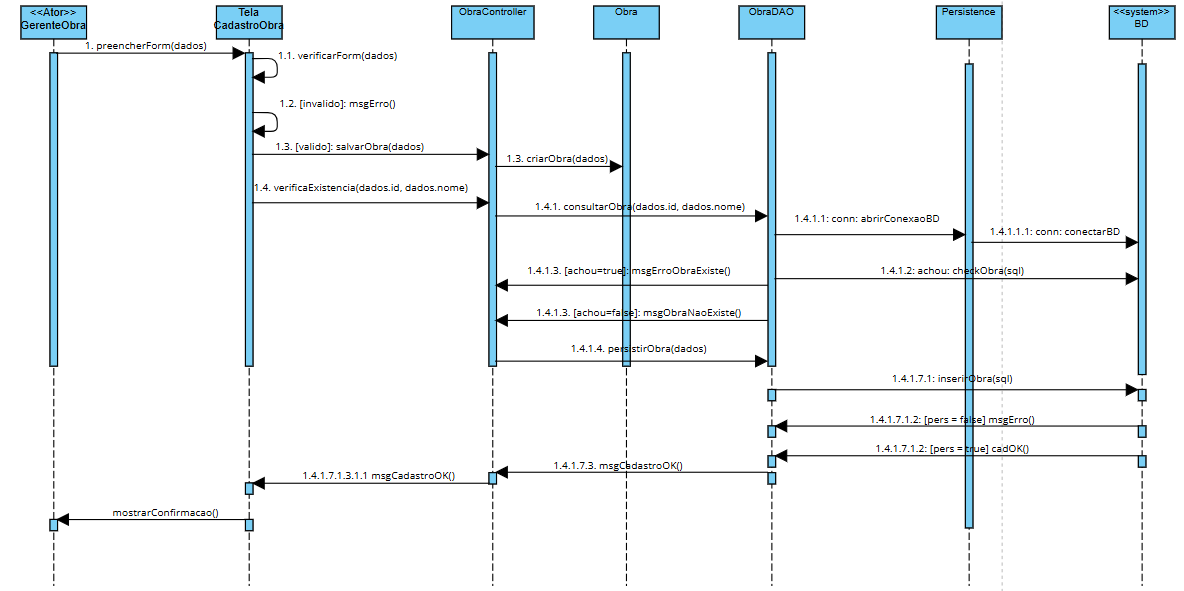 <<Ator>>
GerenteObra
Tela
CadastroObra
ObraController
Obra
ObraDAO
Persistence
<<system>>
BD
1. preencherForm(dados)
1.1. verificarForm(dados)
1.2. [invalido]: msgErro()
1.3. [valido]: salvarObra(dados)
1.3. criarObra(dados)
1.4. verificaExistencia(dados.id, dados.nome)
1.4.1. consultarObra(dados.id, dados.nome)
1.4.1.1: conn: abrirConexaoBD
1.4.1.1.1: conn: conectarBD
1.4.1.3. [achou=true]: msgErroObraExiste()
1.4.1.2: achou: checkObra(sql)
1.4.1.3. [achou=false]: msgObraNaoExiste()
1.4.1.4. persistirObra(dados)
1.4.1.7.1: inserirObra(sql)
1.4.1.7.1.2: [pers = false] msgErro()
1.4.1.7.1.2: [pers = true] cadOK()
1.4.1.7.3. msgCadastroOK()
1.4.1.7.1.3.1.1 msgCadastroOK()
mostrarConfirmacao()